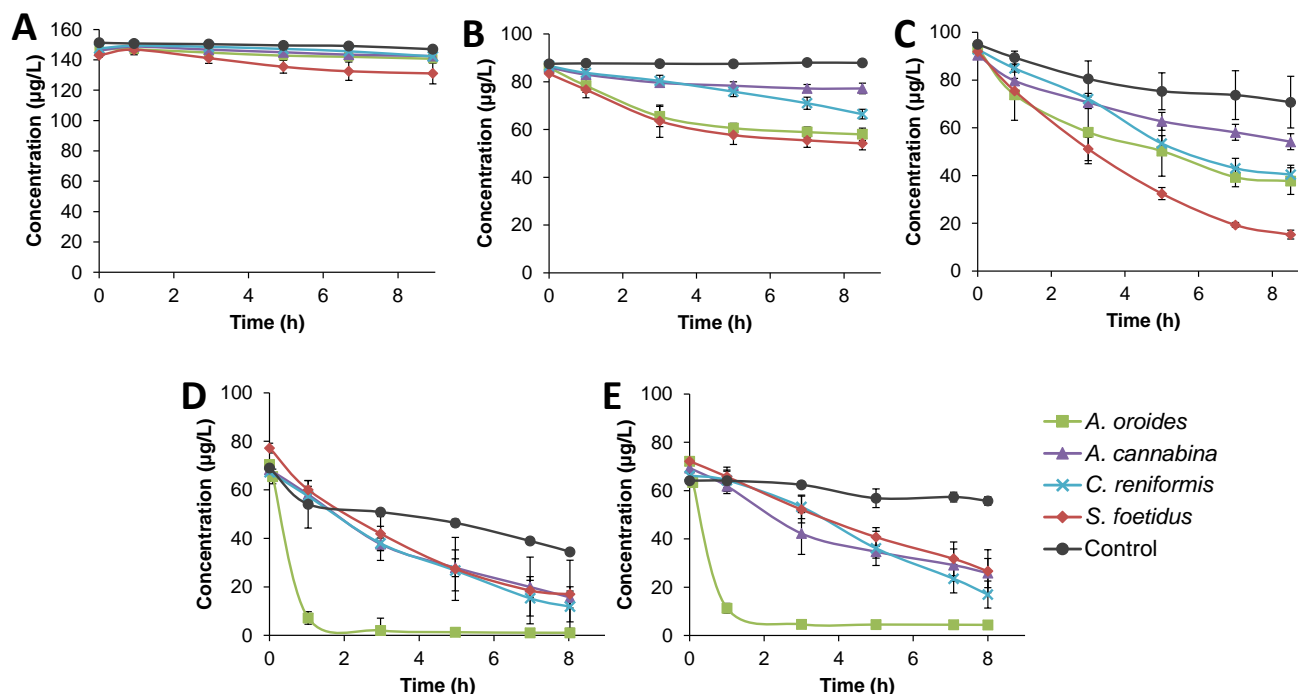 A
Concentration (µg/L)
160
140
120
100
80
60
40
20
0
0 2 4 6 8
Time (h)
B
Concentration (µg/L)
100
80
60
40
20
0
0 2 4 6 8
Time (h)
C
Concentration (µg/L)
100
80
60
40
20
0
0 2 4 6 8
Time (h)
D
Concentration (µg/L)
100
80
60
40
20
0
0 2 4 6 8
Time (h)
E
Concentration (µg/L)
100
80
60
40
20
0
0 2 4 6 8
Time (h)
A. oroides
A. cannabina
C. reniformis
S. foetidus
Control